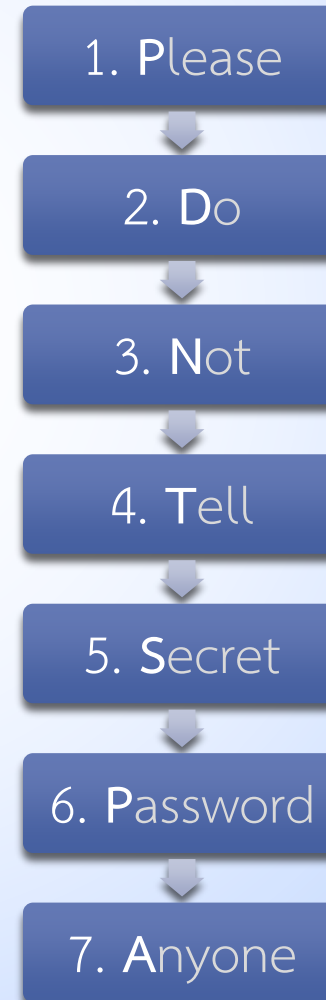 1. Please
2. Do
3. Not
4. Tell
5. Secret
6. Password
7. Anyone